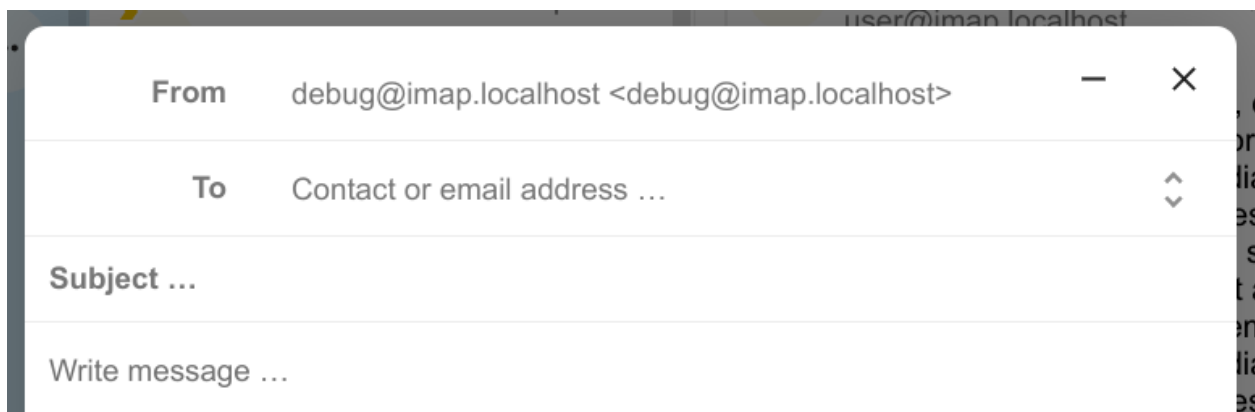 user@imap.localhost
From debug@imap.localhost <debug@imap.localhost>
To Contact or email address …
Subject …
Write message …